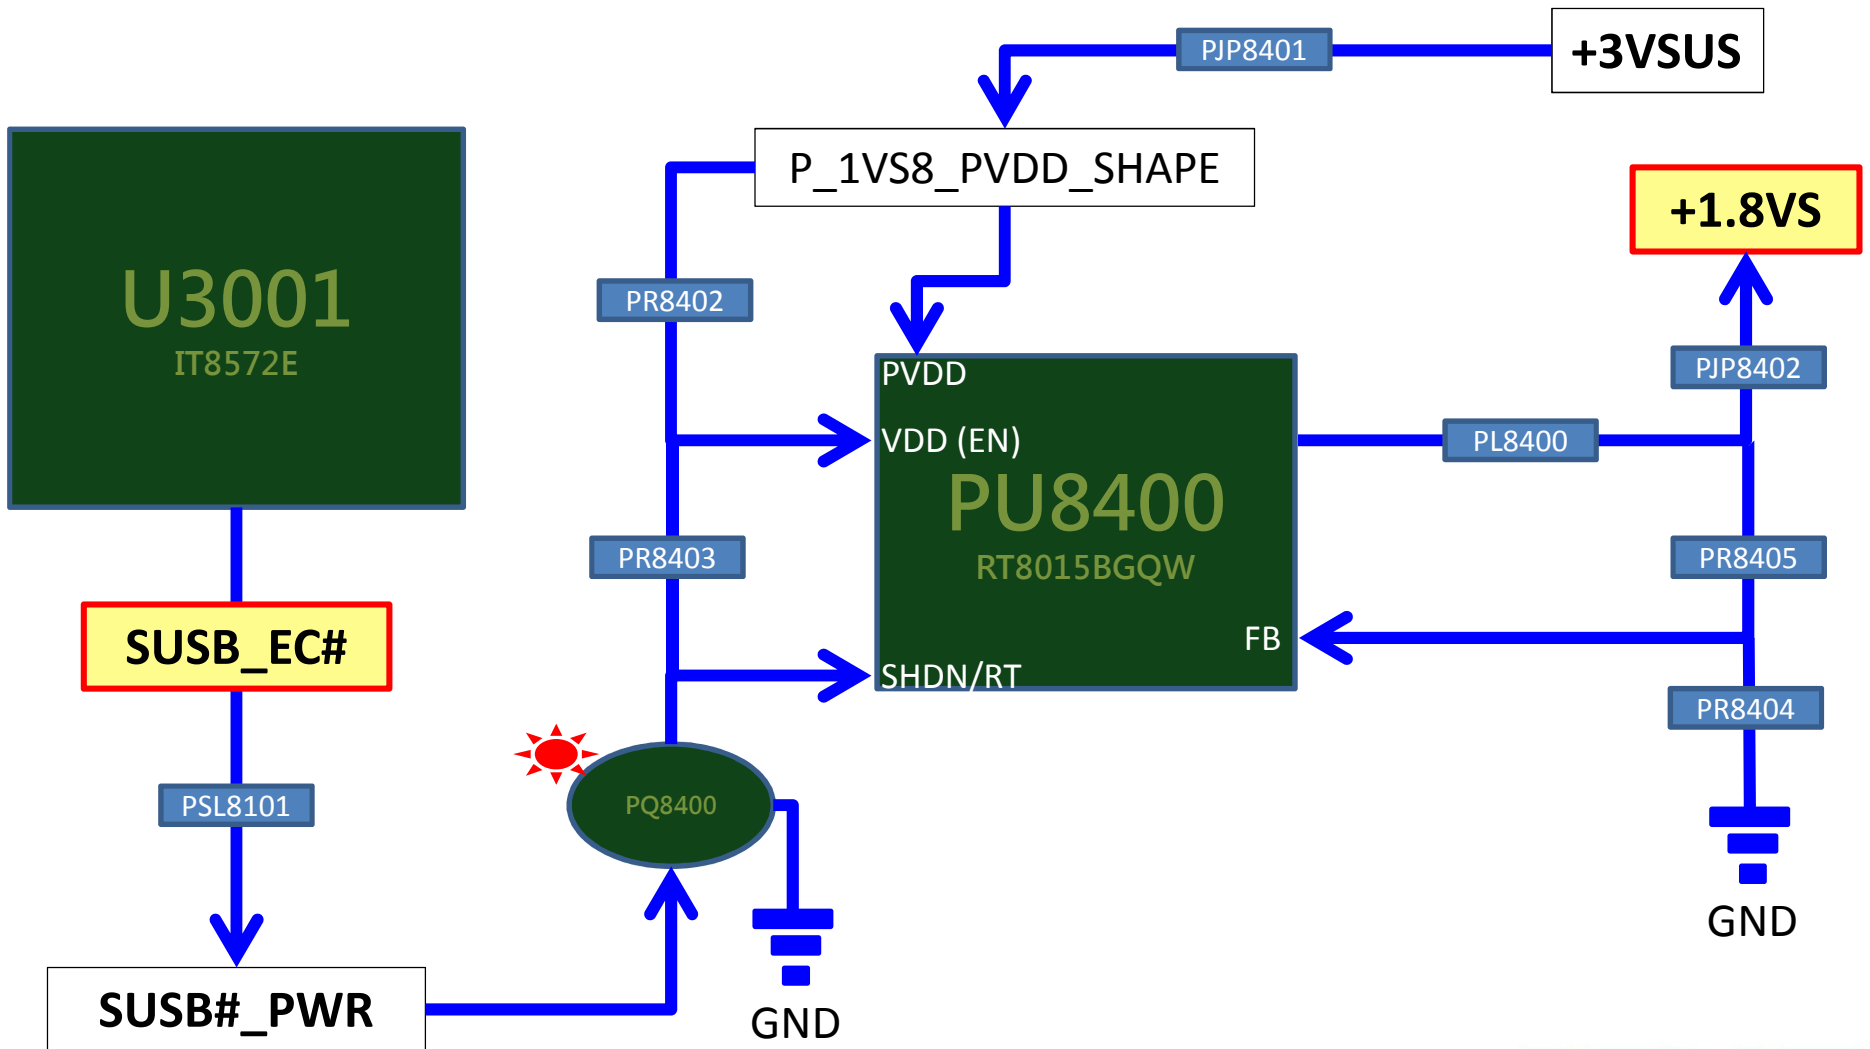 PJP8401
+3VSUS
P_1VS8_PVDD_SHAPE
+1.8VS
U3001
IT8572E
PR8402
PJP8402
PVDD
VDD (EN)
PL8400
PU8400
RT8015BGQW
PR8403
PR8405
SUSB_EC#
FB
SHDN/RT
PR8404
PSL8101
PQ8400
GND
SUSB#_PWR
GND